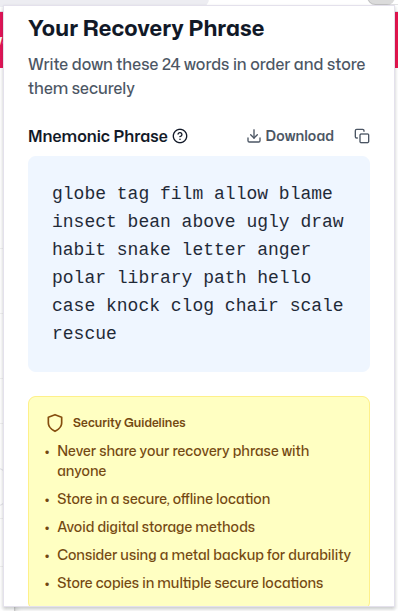 Your Recovery Phrase
Write down these 24 words in order and store
them securely
Mnemonic Phrase Download
globe tag film allow blame
insect bean above ugly draw
habit snake letter anger
polar library path hello
case knock clog chair scale
rescue
Security Guidelines
• Never share your recovery phrase with
anyone
• Store in a secure, offline location
• Avoid digital storage methods
• Consider using a metal backup for durability
• Store copies in multiple secure locations